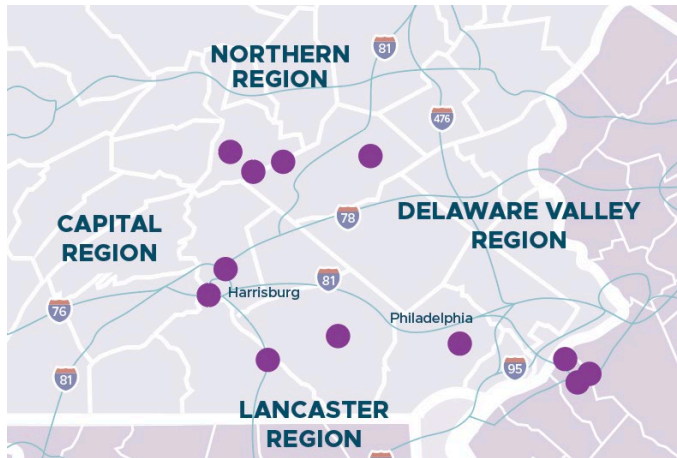 NORTHERN
REGION
81
476
CAPITAL
REGION
78
DELAWARE VALLEY
REGION
81
Harrisburg
76
Philadelphia
81
95
LANCASTER
REGION